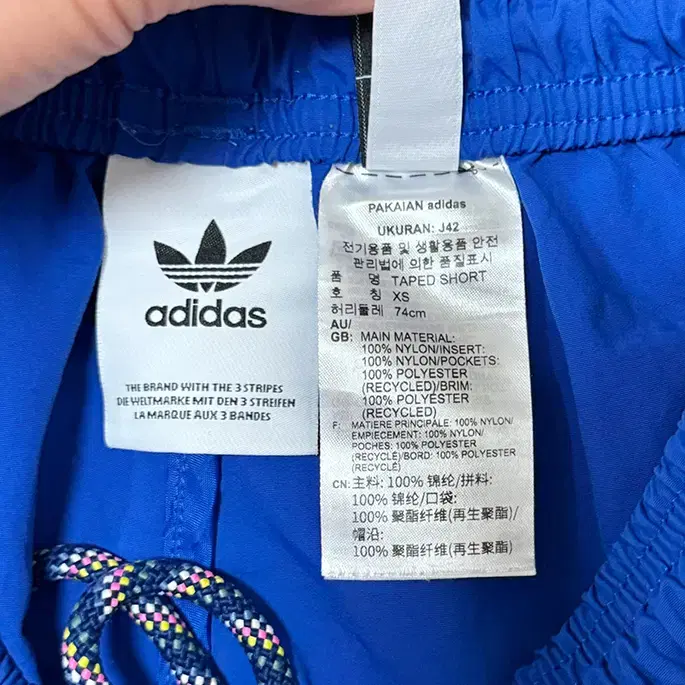 adidas
THE BRAND WITH THE 3 STRIPES
DIE WELTMARKE MIT DEN 3 STREIFEN
LA MARQUE AUX 3 BANDES
PAKAIAN adidas
UKURAN: J42
전기용품 및 생활용품 안전
관리법에 의한 품질표시
품 명 TAPED SHORT
호 칭 XS
허리둘레 74cm
AU/
GB: MAIN MATERIAL:
100% NYLON/INSERT:
100% NYLON/POCKETS:
100% POLYESTER
(RECYCLED)/BRIM:
100% POLYESTER
(RECYCLED)
F: MATIERE PRINCIPALE: 100% NYLON/
EMPIECEMENT: 100% NYLON/
POCHES: 100% POLYESTER
(RECYCLÉ)/BORD: 100% POLYESTER
(RECYCLÉ)
CN: 主料: 100% 锦纶/拼料:
100% 锦纶/口袋:
100% 聚酯纤维(再生聚酯)/
帽沿:
100% 聚酯纤维(再生聚酯)